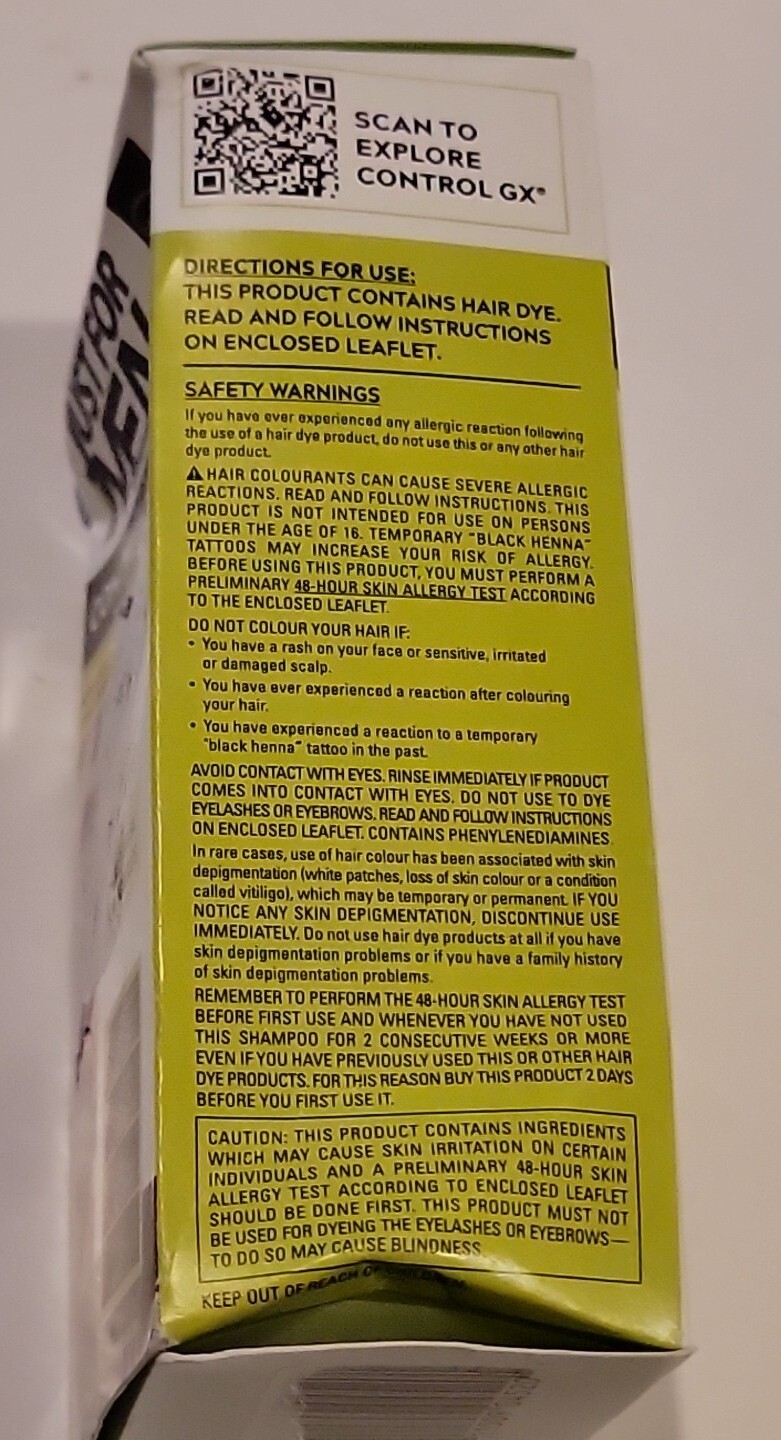 SCAN TO
EXPLORE
CONTROL GX®
JUST FOR
MEN
DIRECTIONS FOR USE:
THIS PRODUCT CONTAINS HAIR DYE.
READ AND FOLLOW INSTRUCTIONS
ON ENCLOSED LEAFLET.
SAFETY WARNINGS
If you have ever experienced any allergic reaction following
the use of a hair dye product, do not use this or any other hair
dye product.
⚠ HAIR COLOURANTS CAN CAUSE SEVERE ALLERGIC
REACTIONS. READ AND FOLLOW INSTRUCTIONS. THIS
PRODUCT IS NOT INTENDED FOR USE ON PERSONS
UNDER THE AGE OF 16. TEMPORARY "BLACK HENNA"
TATTOOS MAY INCREASE YOUR RISK OF ALLERGY.
BEFORE USING THIS PRODUCT, YOU MUST PERFORM A
PRELIMINARY 48-HOUR SKIN ALLERGY TEST ACCORDING
TO THE ENCLOSED LEAFLET.
DO NOT COLOUR YOUR HAIR IF:
• You have a rash on your face or sensitive, irritated
or damaged scalp.
• You have ever experienced a reaction after colouring
your hair.
• You have experienced a reaction to a temporary
"black henna" tattoo in the past.
AVOID CONTACT WITH EYES. RINSE IMMEDIATELY IF PRODUCT
COMES INTO CONTACT WITH EYES. DO NOT USE TO DYE
EYELASHES OR EYEBROWS. READ AND FOLLOW INSTRUCTIONS
ON ENCLOSED LEAFLET. CONTAINS PHENYLENEDIAMINES.
In rare cases, use of hair colour has been associated with skin
depigmentation (white patches, loss of skin colour or a condition
called vitiligo), which may be temporary or permanent. IF YOU
NOTICE ANY SKIN DEPIGMENTATION, DISCONTINUE USE
IMMEDIATELY. Do not use hair dye products at all if you have
skin depigmentation problems or if you have a family history
of skin depigmentation problems.
REMEMBER TO PERFORM THE 48-HOUR SKIN ALLERGY TEST
BEFORE FIRST USE AND WHENEVER YOU HAVE NOT USED
THIS SHAMPOO FOR 2 CONSECUTIVE WEEKS OR MORE
EVEN IF YOU HAVE PREVIOUSLY USED THIS OR OTHER HAIR
DYE PRODUCTS. FOR THIS REASON BUY THIS PRODUCT 2 DAYS
BEFORE YOU FIRST USE IT.
CAUTION: THIS PRODUCT CONTAINS INGREDIENTS
WHICH MAY CAUSE SKIN IRRITATION ON CERTAIN
INDIVIDUALS AND A PRELIMINARY 48-HOUR SKIN
ALLERGY TEST ACCORDING TO ENCLOSED LEAFLET
SHOULD BE DONE FIRST. THIS PRODUCT MUST NOT
BE USED FOR DYEING THE EYELASHES OR EYEBROWS—
TO DO SO MAY CAUSE BLINDNESS
KEEP OUT OF REACH OF